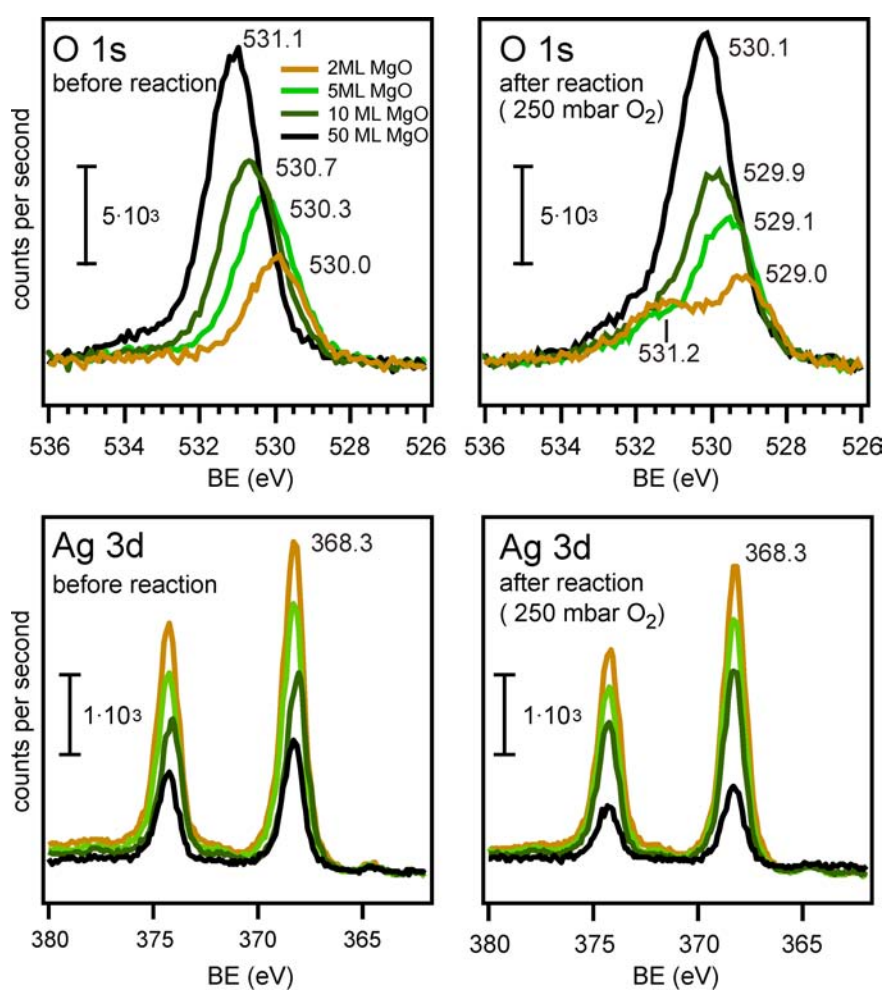 O 1s
before reaction
531.1
2ML MgO
5ML MgO
10 ML MgO
50 ML MgO
530.7
530.3
530.0
5·10³
counts per second
536 534 532 530 528 526
BE (eV)
O 1s
after reaction
( 250 mbar O₂)
530.1
529.9
529.1
529.0
531.2
5·10³
536 534 532 530 528 526
BE (eV)
Ag 3d
before reaction
368.3
1·10³
counts per second
380 375 370 365
BE (eV)
Ag 3d
after reaction
( 250 mbar O₂)
368.3
1·10³
380 375 370 365
BE (eV)